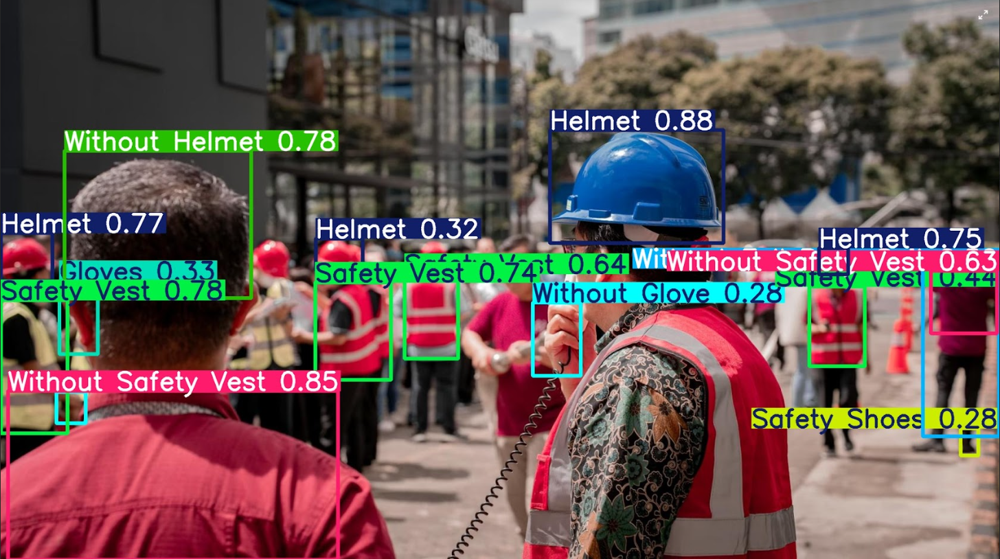 Without Helmet 0.78
Helmet 0.88
Helmet 0.77
Helmet 0.32
Helmet 0.75
Gloves 0.33
Safety Vest 0.78
Safety Vest 0.74
0.64
Wit
Without Safety Vest 0.63
Safety Vest 0.44
Without Glove 0.28
Without Safety Vest 0.85
Safety Shoes 0.28